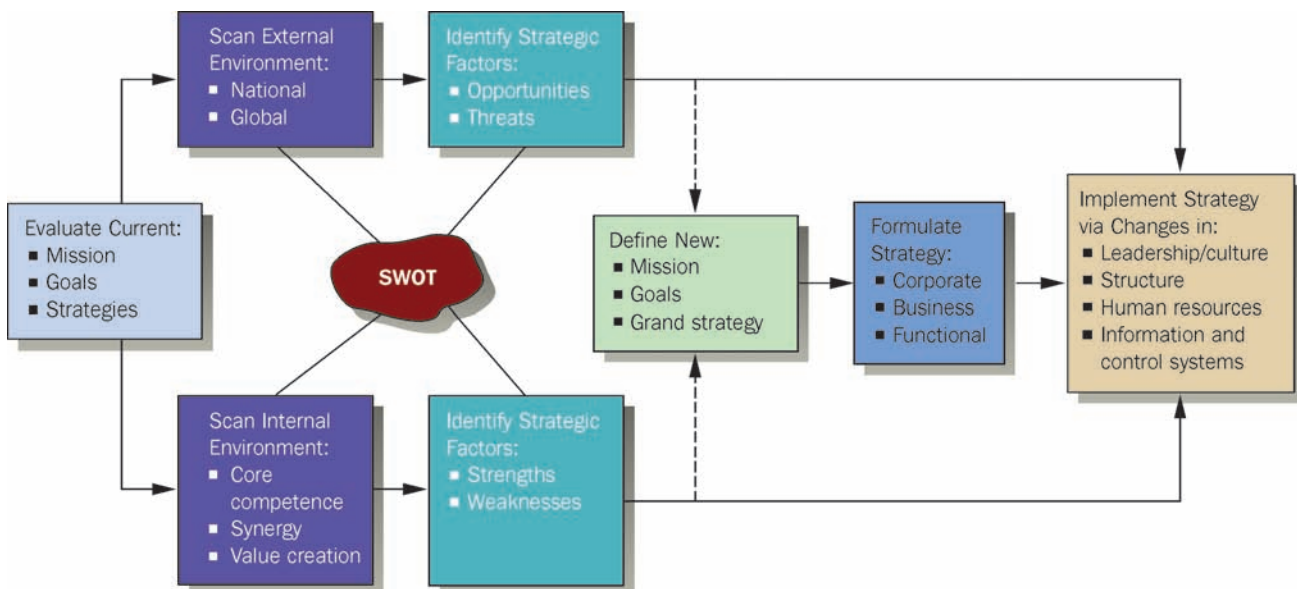 Scan External
Environment:
National
Global
Identify Strategic
Factors:
Opportunities
Threats
Evaluate Current:
Mission
Goals
Strategies
SWOT
Define New:
Mission
Goals
Grand strategy
Formulate
Strategy:
Corporate
Business
Functional
Implement Strategy
via Changes in:
Leadership/culture
Structure
Human resources
Information and
control systems
Scan Internal
Environment:
Core
competence
Synergy
Value creation
Identify Strategic
Factors:
Strengths
Weaknesses